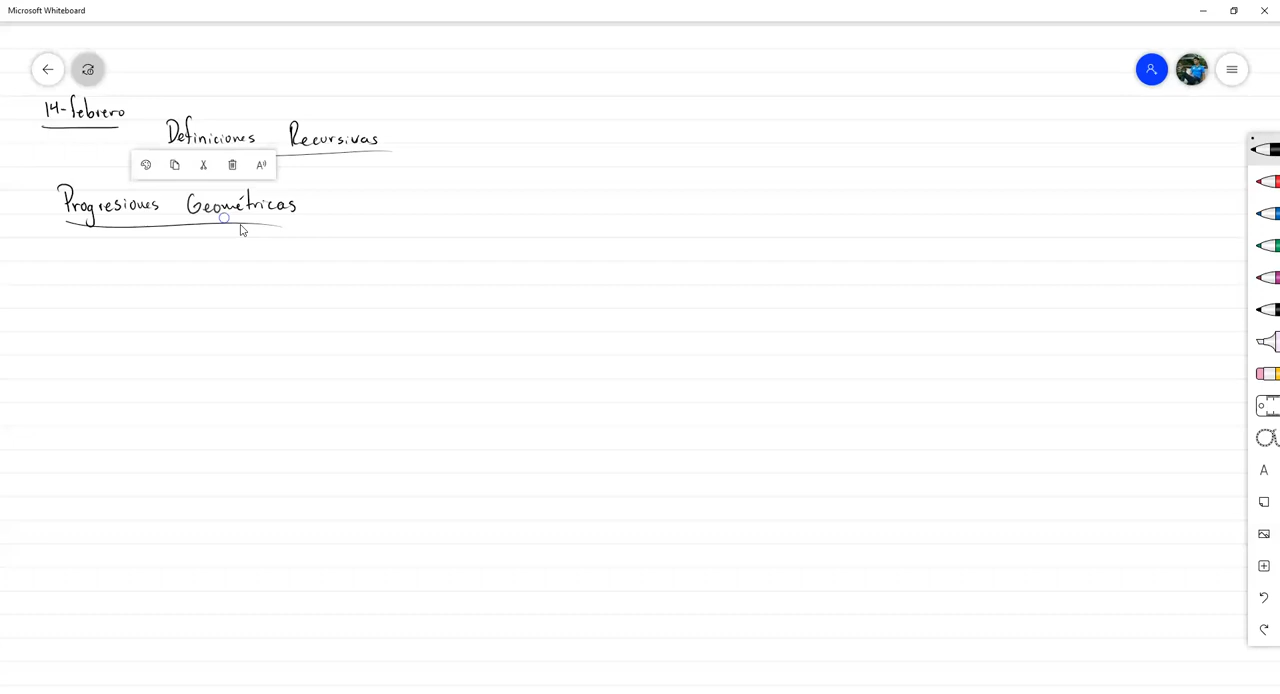 Microsoft Whiteboard
14-febrero
Definiciones Recursivas
Progresiones Geométricas